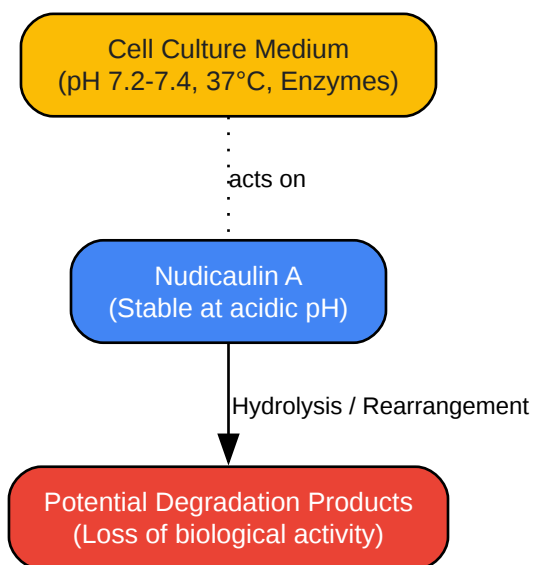 Cell Culture Medium
(pH 7.2-7.4, 37°C, Enzymes)
acts on
Nudicaulin A
(Stable at acidic pH)
Hydrolysis / Rearrangement
Potential Degradation Products
(Loss of biological activity)